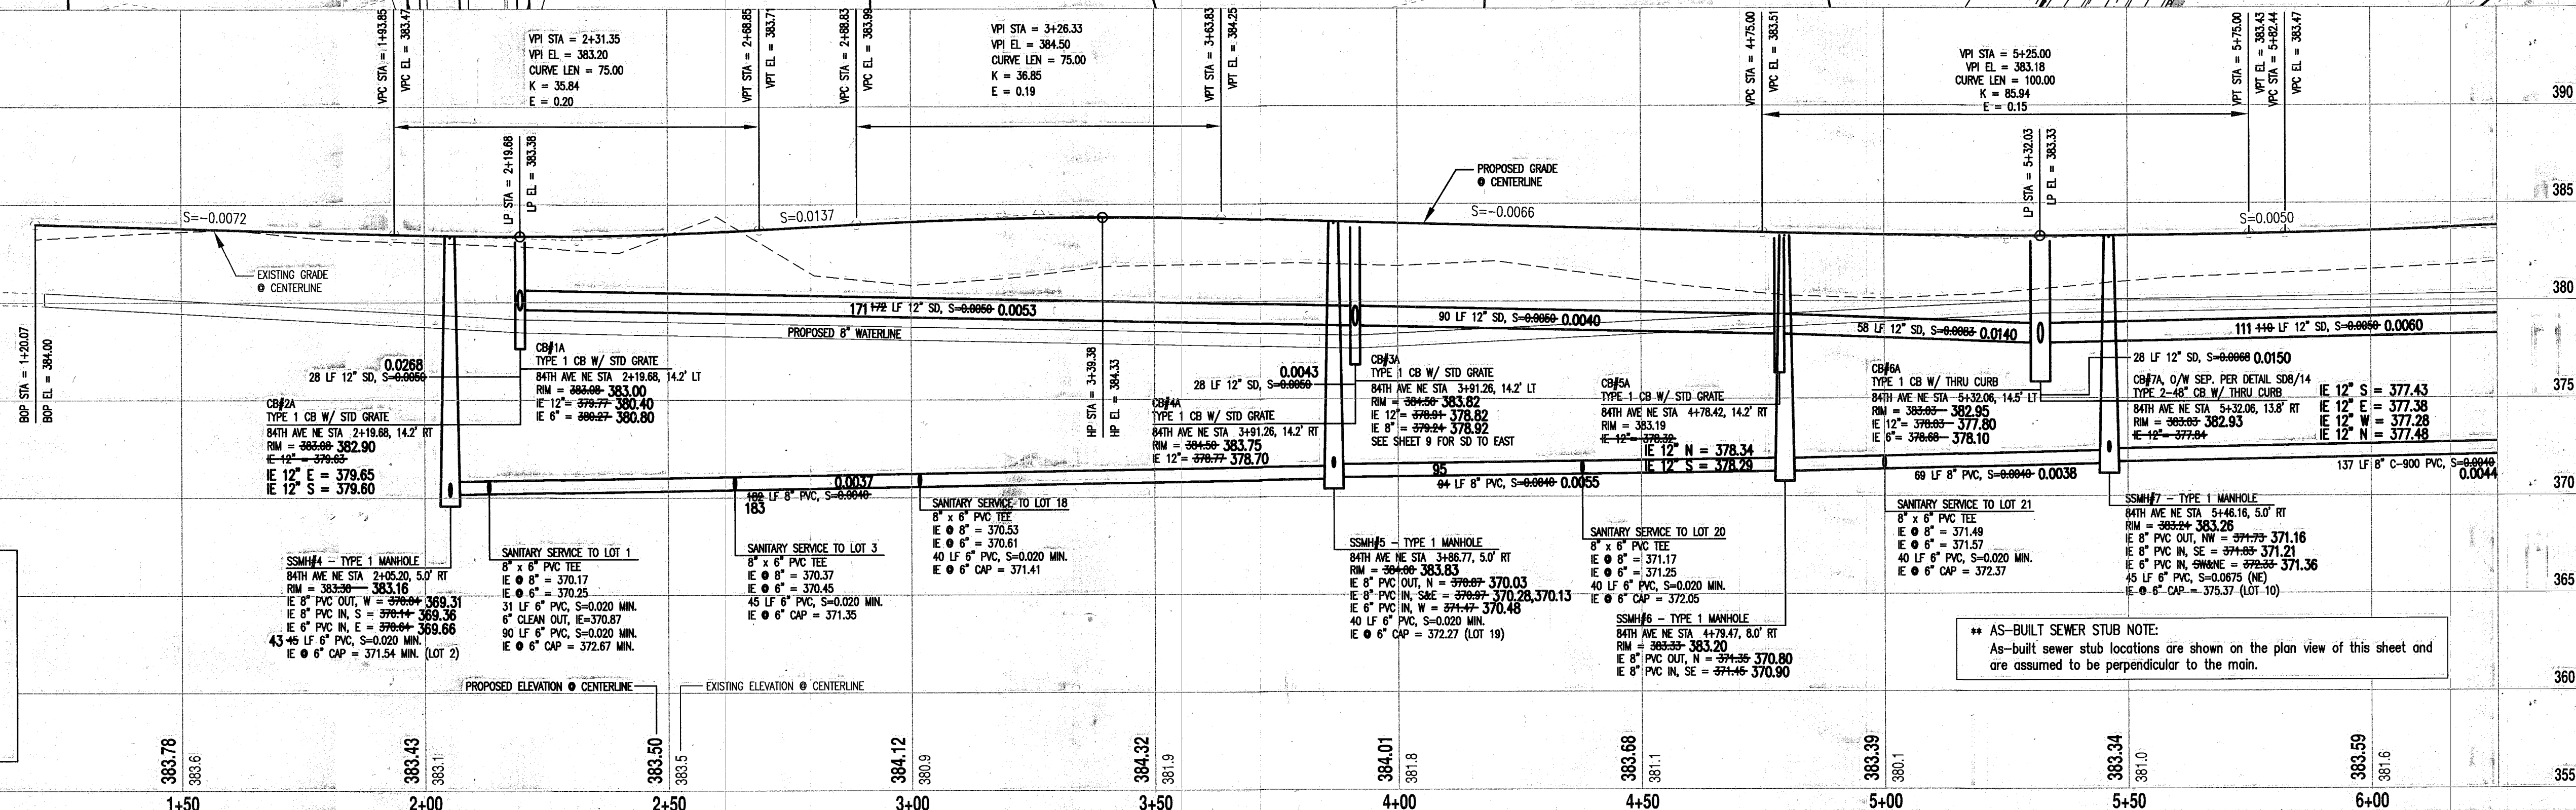 VPC STA = 1+93.85
VPC EL = 383.47
VPI STA = 2+31.35
VPI EL = 383.20
CURVE LEN = 75.00
K = 35.84
E = 0.20
VPT STA = 2+68.85
VPT EL = 383.71
VPC STA = 2+88.83
VPC EL = 383.99
VPI STA = 3+26.33
VPI EL = 384.50
CURVE LEN = 75.00
K = 36.85
E = 0.19
VPT STA = 3+63.83
VPT EL = 384.25
VPC STA = 4+75.00
VPC EL = 383.51
VPI STA = 5+25.00
VPI EL = 383.18
CURVE LEN = 100.00
K = 85.94
E = 0.15
VPT STA = 5+75.00
VPT EL = 383.43
VPC STA = 5+82.44
VPC EL = 383.47
390
385
380
375
370
365
360
355
LP STA = 2+19.68
LP EL = 383.38
LP STA = 5+32.03
LP EL = 383.33
PROPOSED GRADE
@ CENTERLINE
S=-0.0072
S=0.0137
S=-0.0066
S=0.0050
EXISTING GRADE
@ CENTERLINE
BOP STA = 1+20.07
BOP EL = 384.00
HP STA = 3+39.38
HP EL = 384.33
171 172 LF 12" SD, S=0.0050 0.0053
PROPOSED 8" WATERLINE
90 LF 12" SD, S=0.0050 0.0040
58 LF 12" SD, S=0.0083 0.0140
111 110 LF 12" SD, S=0.0050 0.0060
0.0268
28 LF 12" SD, S=0.0050
CB#1A
TYPE 1 CB W/ STD GRATE
84TH AVE NE STA 2+19.68, 14.2' LT
RIM = 383.08 383.00
IE 12"= 379.77 380.40
IE 6" = 380.27 380.80
CB#2A
TYPE 1 CB W/ STD GRATE
84TH AVE NE STA 2+19.68, 14.2' RT
RIM = 383.08 382.90
IE 12" = 379.63
IE 12" E = 379.65
IE 12" S = 379.60
0.0043
28 LF 12" SD, S=0.0050
CB#3A
TYPE 1 CB W/ STD GRATE
84TH AVE NE STA 3+91.26, 14.2' LT
RIM = 384.50 383.82
IE 12"= 378.91 378.82
IE 8" = 379.24 378.92
SEE SHEET 9 FOR SD TO EAST
CB#4A
TYPE 1 CB W/ STD GRATE
84TH AVE NE STA 3+91.26, 14.2' RT
RIM = 384.50 383.75
IE 12"= 378.77 378.70
CB#5A
TYPE 1 CB W/ STD GRATE
84TH AVE NE STA 4+78.42, 14.2' RT
RIM = 383.19
IE 12"= 378.32
IE 12" N = 378.34
IE 12" S = 378.29
CB#6A
TYPE 1 CB W/ THRU CURB
84TH AVE NE STA 5+32.06, 14.5' LT
RIM = 383.03 382.95
IE 12"= 378.03 377.80
IE 6"= 378.68 378.10
28 LF 12" SD, S=0.0068 0.0150
CB#7A, O/W SEP. PER DETAIL SD8/14
TYPE 2-48" CB W/ THRU CURB
84TH AVE NE STA 5+32.06, 13.8' RT
RIM = 383.03 382.93
IE 12" = 377.84
IE 12" S = 377.43
IE 12" E = 377.38
IE 12" W = 377.28
IE 12" N = 377.48
0.0037
182 LF 8" PVC, S=0.0040
183
95
94 LF 8" PVC, S=0.0040 0.0055
69 LF 8" PVC, S=0.0040 0.0038
137 LF 8" C-900 PVC, S=0.0040
0.0044
SSMH#4 - TYPE 1 MANHOLE
84TH AVE NE STA 2+05.20, 5.0' RT
RIM = 383.30 383.16
IE 8" PVC OUT, W = 370.04 369.31
IE 8" PVC IN, S = 370.14 369.36
IE 6" PVC IN, E = 370.64 369.66
43 45 LF 6" PVC, S=0.020 MIN.
IE @ 6" CAP = 371.54 MIN. (LOT 2)
SANITARY SERVICE TO LOT 1
8" x 6" PVC TEE
IE @ 8" = 370.17
IE @ 6" = 370.25
31 LF 6" PVC, S=0.020 MIN.
6" CLEAN OUT, IE=370.87
90 LF 6" PVC, S=0.020 MIN.
IE @ 6" CAP = 372.67 MIN.
SANITARY SERVICE TO LOT 3
8" x 6" PVC TEE
IE @ 8" = 370.37
IE @ 6" = 370.45
45 LF 6" PVC, S=0.020 MIN.
IE @ 6" CAP = 371.35
SANITARY SERVICE TO LOT 18
8" x 6" PVC TEE
IE @ 8" = 370.53
IE @ 6" = 370.61
40 LF 6" PVC, S=0.020 MIN.
IE @ 6" CAP = 371.41
SSMH#5 - TYPE 1 MANHOLE
84TH AVE NE STA 3+86.77, 5.0' RT
RIM = 384.00 383.83
IE 8" PVC OUT, N = 370.87 370.03
IE 8" PVC IN, S&E = 370.97 370.28,370.13
IE 6" PVC IN, W = 371.47 370.48
40 LF 6" PVC, S=0.020 MIN.
IE @ 6" CAP = 372.27 (LOT 19)
SANITARY SERVICE TO LOT 20
8" x 6" PVC TEE
IE @ 8" = 371.17
IE @ 6" = 371.25
40 LF 6" PVC, S=0.020 MIN.
IE @ 6" CAP = 372.05
SSMH#6 - TYPE 1 MANHOLE
84TH AVE NE STA 4+79.47, 8.0' RT
RIM = 383.33 383.20
IE 8" PVC OUT, N = 371.35 370.80
IE 8" PVC IN, SE = 371.45 370.90
SANITARY SERVICE TO LOT 21
8" x 6" PVC TEE
IE @ 8" = 371.49
IE @ 6" = 371.57
40 LF 6" PVC, S=0.020 MIN.
IE @ 6" CAP = 372.37
SSMH#7 - TYPE 1 MANHOLE
84TH AVE NE STA 5+46.16, 5.0' RT
RIM = 383.24 383.26
IE 8" PVC OUT, NW = 371.73 371.16
IE 8" PVC IN, SE = 371.83 371.21
IE 6" PVC IN, SW&NE = 372.33 371.36
45 LF 6" PVC, S=0.0675 (NE)
IE @ 6" CAP = 375.37 (LOT 10)
** AS-BUILT SEWER STUB NOTE:
As-built sewer stub locations are shown on the plan view of this sheet and
are assumed to be perpendicular to the main.
PROPOSED ELEVATION @ CENTERLINE
EXISTING ELEVATION @ CENTERLINE
383.78
383.6
383.43
383.1
383.50
383.5
384.12
380.9
384.32
381.9
384.01
381.8
383.68
381.1
383.39
380.1
383.34
381.0
383.59
381.6
1+50
2+00
2+50
3+00
3+50
4+00
4+50
5+00
5+50
6+00